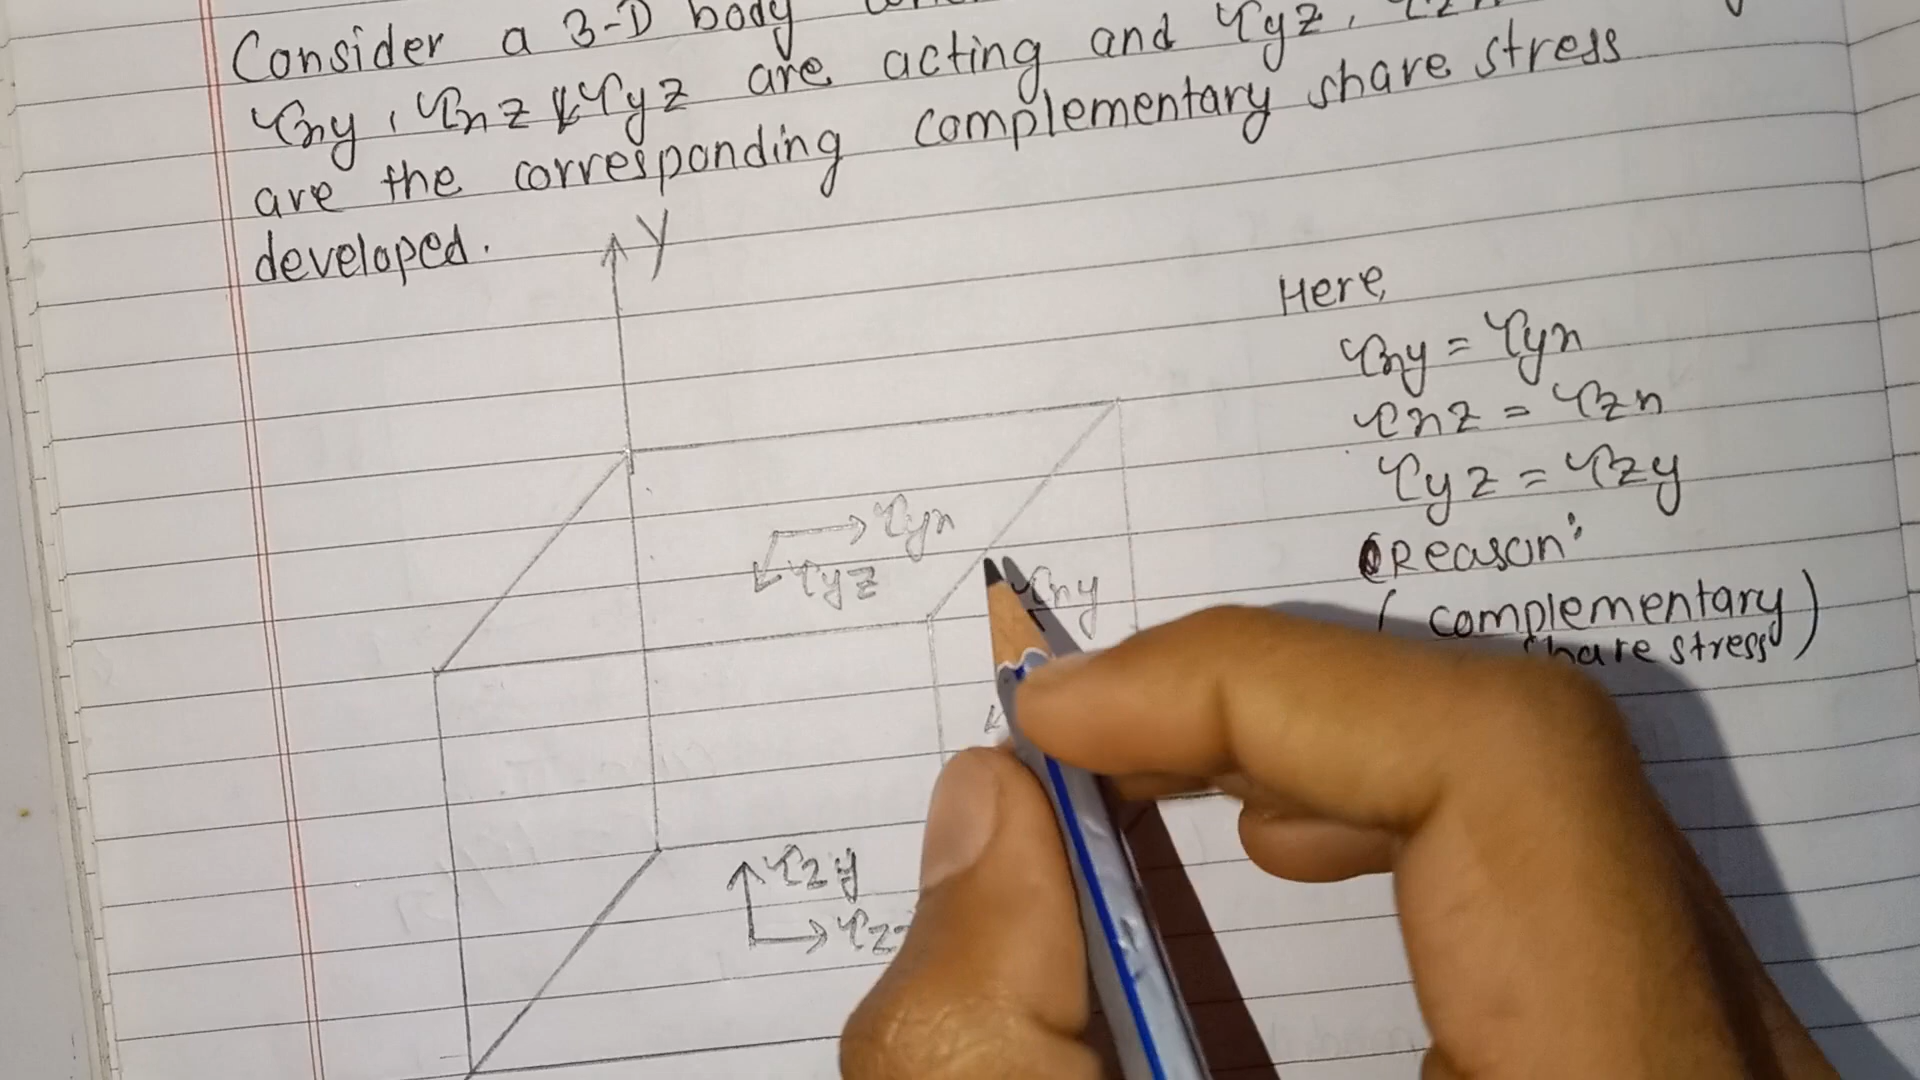 Consider a 3-D body
τxy, τxz & τyz are acting and τyz,
are the corresponding complementary share stress
developed.
Y
Here,
τxy = τyx
τxz = τzx
τyz = τzy
Reason:
(complementary
share stress)
τyx
τyz
τxy
τzy